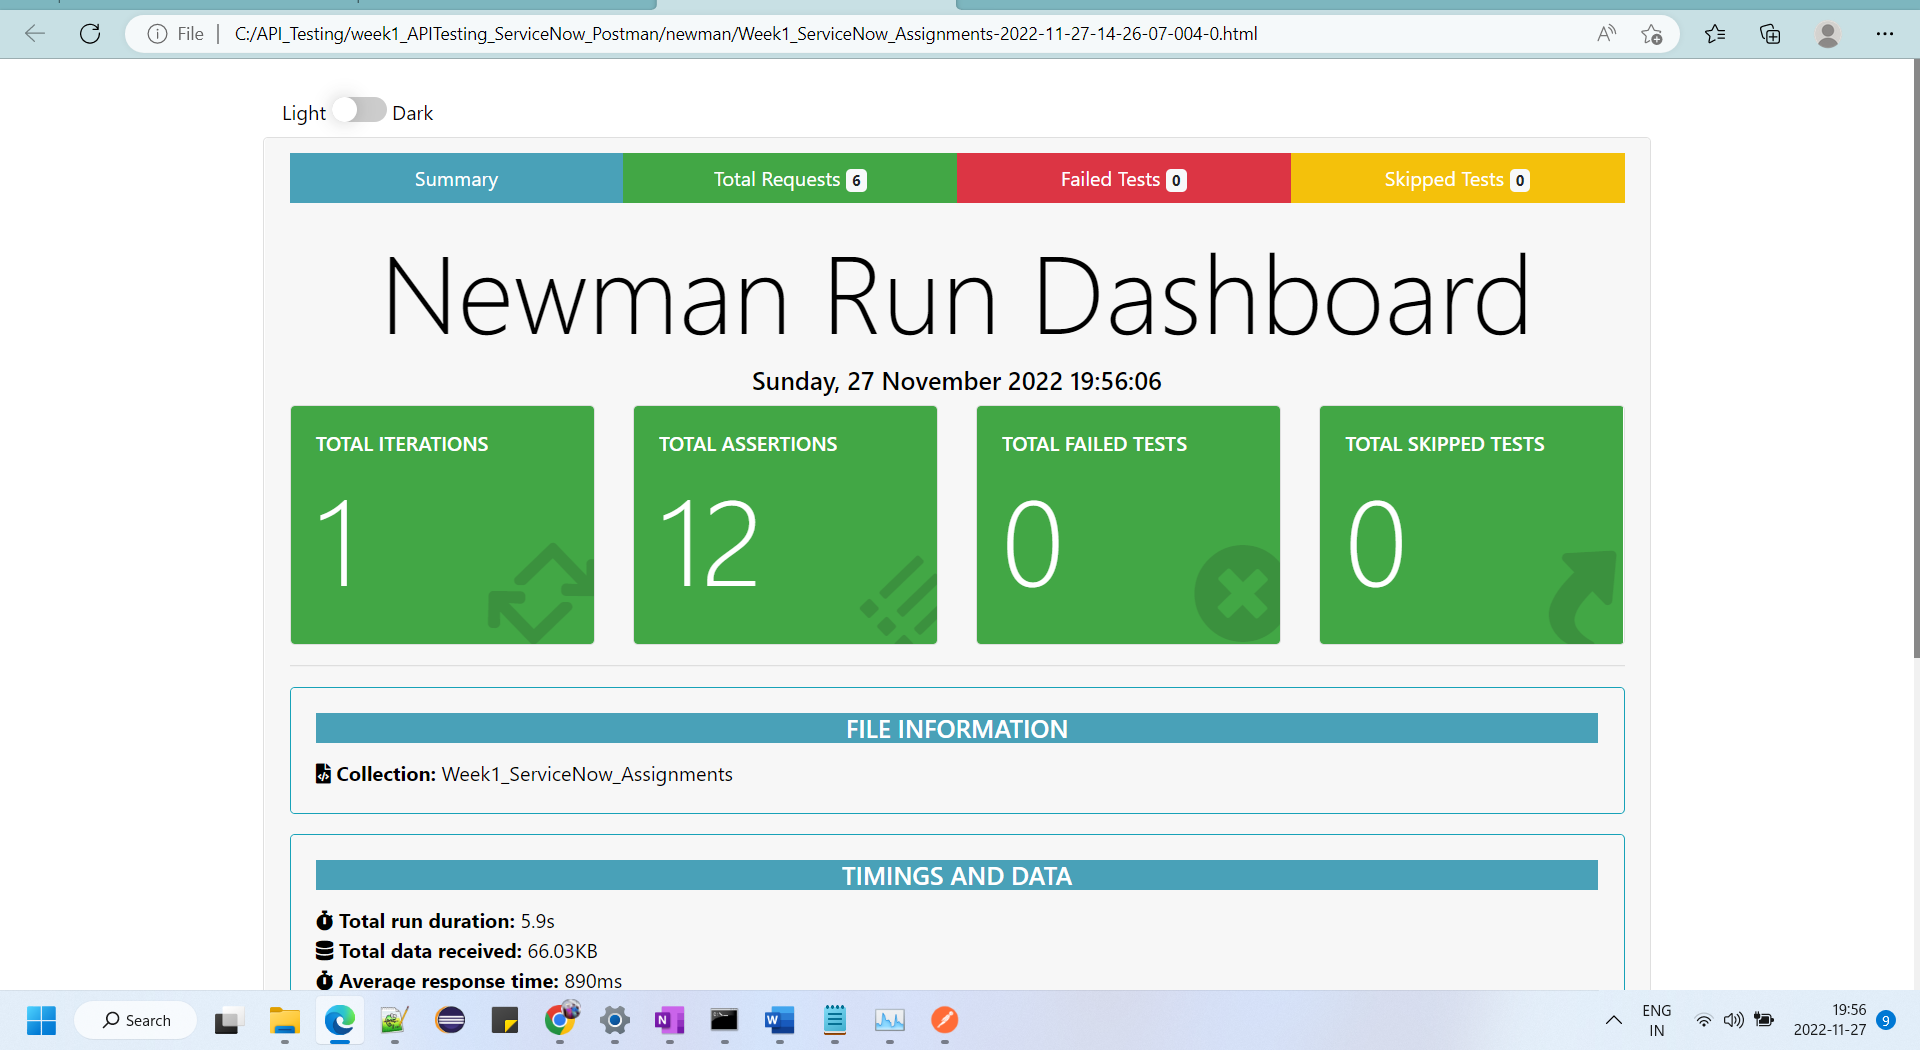 File C:/API_Testing/week1_APITesting_ServiceNow_Postman/newman/Week1_ServiceNow_Assignments-2022-11-27-14-26-07-004-0.html
Light Dark
Summary Total Requests 6 Failed Tests 0 Skipped Tests 0
Newman Run Dashboard
Sunday, 27 November 2022 19:56:06
TOTAL ITERATIONS TOTAL ASSERTIONS TOTAL FAILED TESTS TOTAL SKIPPED TESTS
1 12 0 0
FILE INFORMATION
Collection: Week1_ServiceNow_Assignments
TIMINGS AND DATA
Total run duration: 5.9s
Total data received: 66.03KB
Average response time: 890ms
Search
ENG
IN
19:56
2022-11-27
9